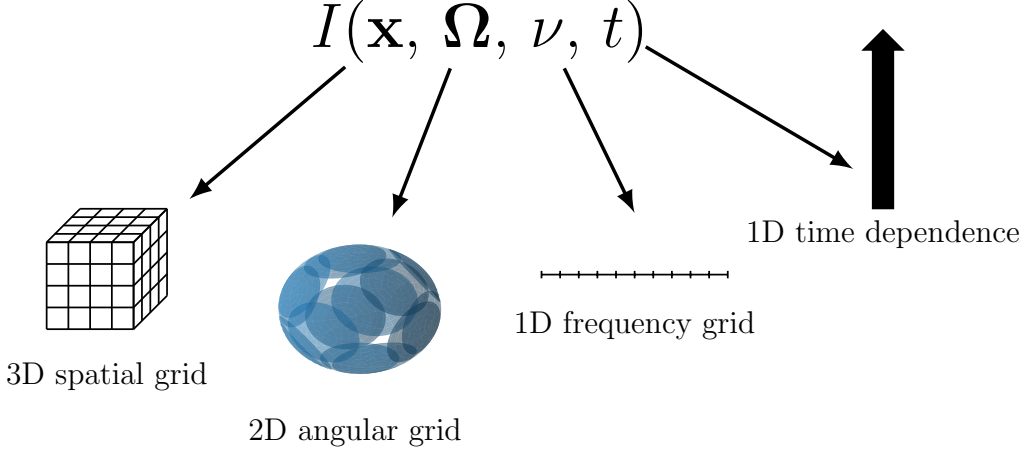 I(x, Ω, ν, t)
1D time dependence
1D frequency grid
3D spatial grid
2D angular grid